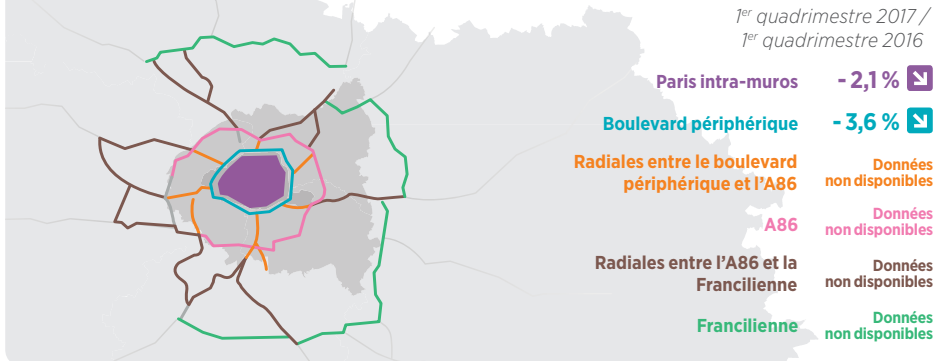 1er quadrimestre 2017 /
1er quadrimestre 2016
Paris intra-muros - 2,1 %
Boulevard périphérique - 3,6 %
Radiales entre le boulevard
périphérique et l'A86
Données
non disponibles
A86
Données
non disponibles
Radiales entre l'A86 et la
Francilienne
Données
non disponibles
Francilienne
Données
non disponibles